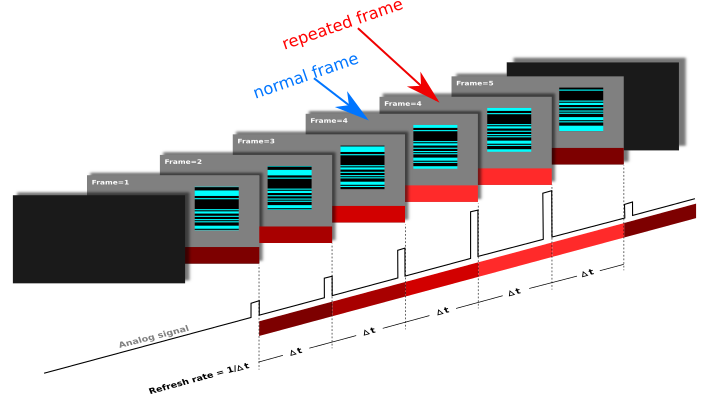 repeated frame
normal frame
Frame=5
Frame=4
Frame=4
Frame=3
Frame=2
Frame=1
Analog signal
Refresh rate = 1/Δt
Δt
Δt
Δt
Δt
Δt